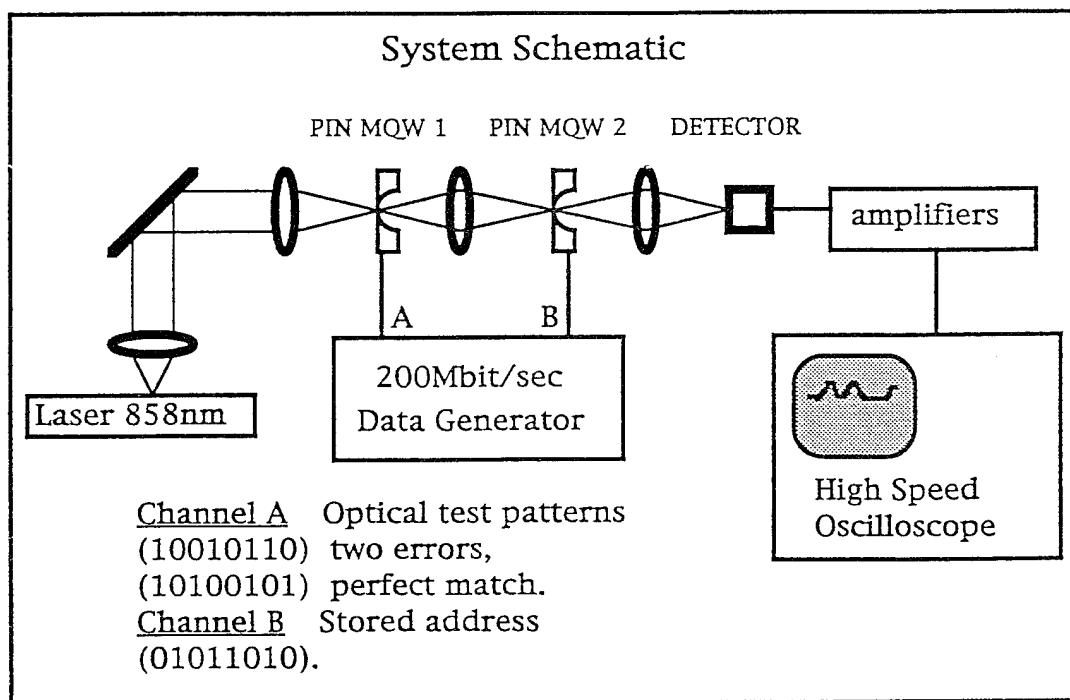 System Schematic
PIN MQW 1 PIN MQW 2 DETECTOR
amplifiers
A B
200Mbit/sec
Data Generator
Laser 858nm
High Speed
Oscilloscope
Channel A Optical test patterns
(10010110) two errors,
(10100101) perfect match.
Channel B Stored address
(01011010).